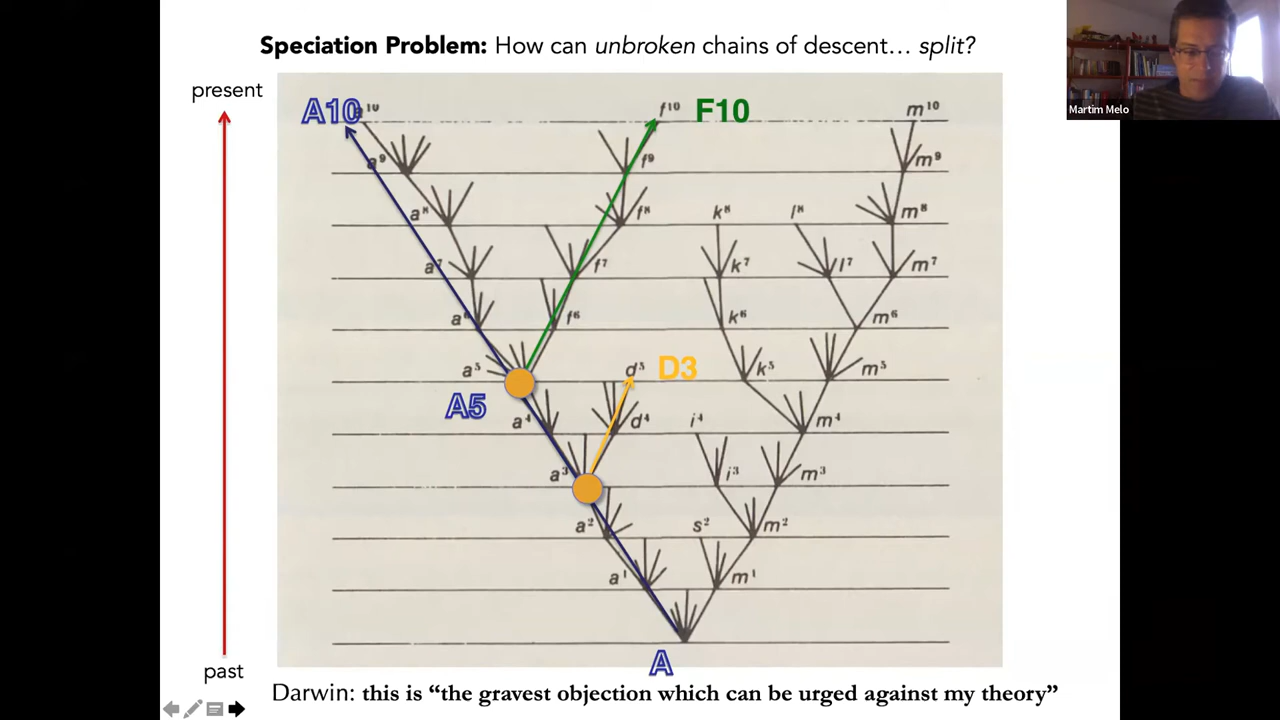 Speciation Problem: How can unbroken chains of descent… split?
Martim Melo
present
A10 a¹⁰ f¹⁰ F10 m¹⁰
a⁹ f⁹ m⁹
a⁸ f⁸ k⁸ l⁸ m⁸
a⁷ f⁷ k⁷ l⁷ m⁷
a⁶ f⁶ k⁶ m⁶
a⁵ d⁵ D3 k⁵ m⁵
A5
a⁴ d⁴ i⁴ m⁴
a³ i³ m³
a² s² m²
a¹ m¹
A
past
Darwin: this is “the gravest objection which can be urged against my theory”